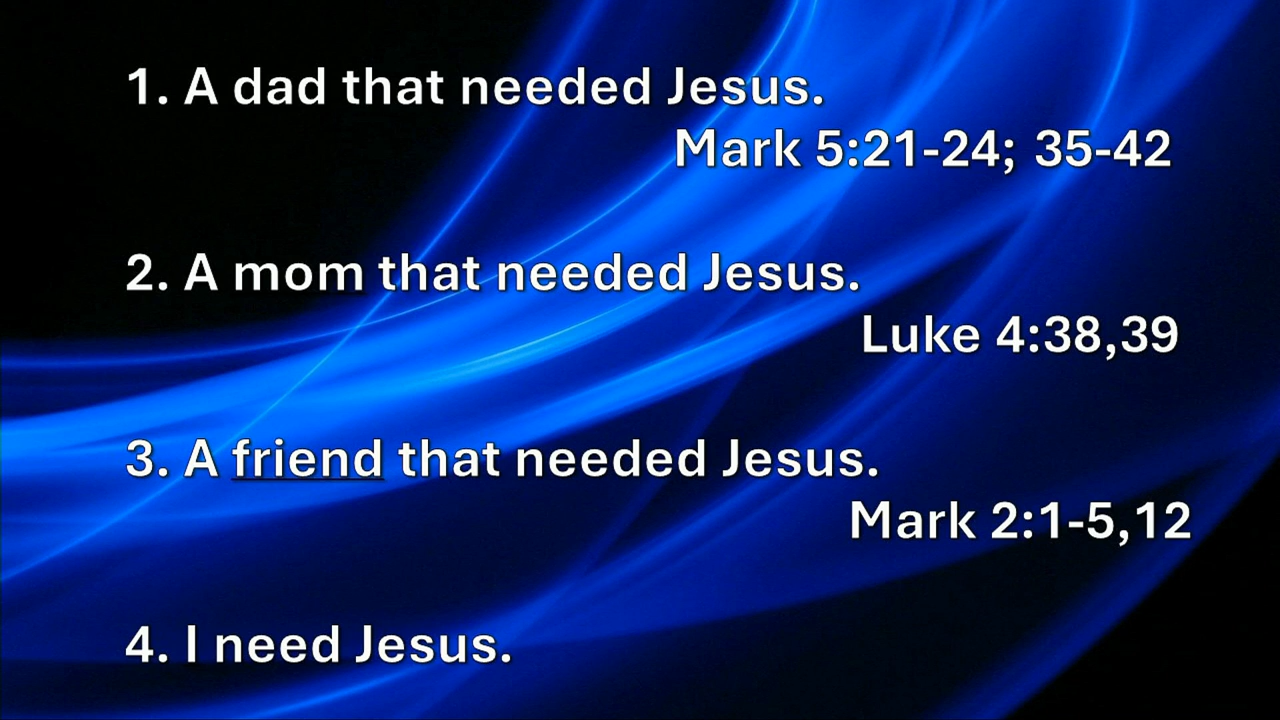 1. A dad that needed Jesus.
Mark 5:21-24; 35-42
2. A mom that needed Jesus.
Luke 4:38,39
3. A friend that needed Jesus.
Mark 2:1-5,12
4. I need Jesus.